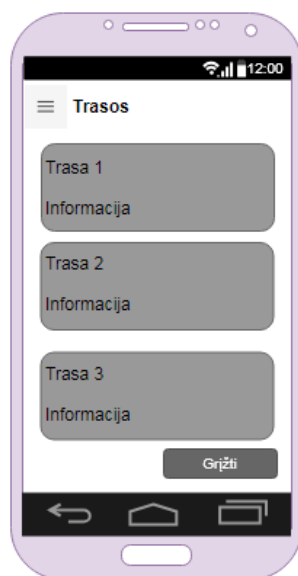 12:00
Trasos
Trasa 1
Informacija
Trasa 2
Informacija
Trasa 3
Informacija
Grįžti